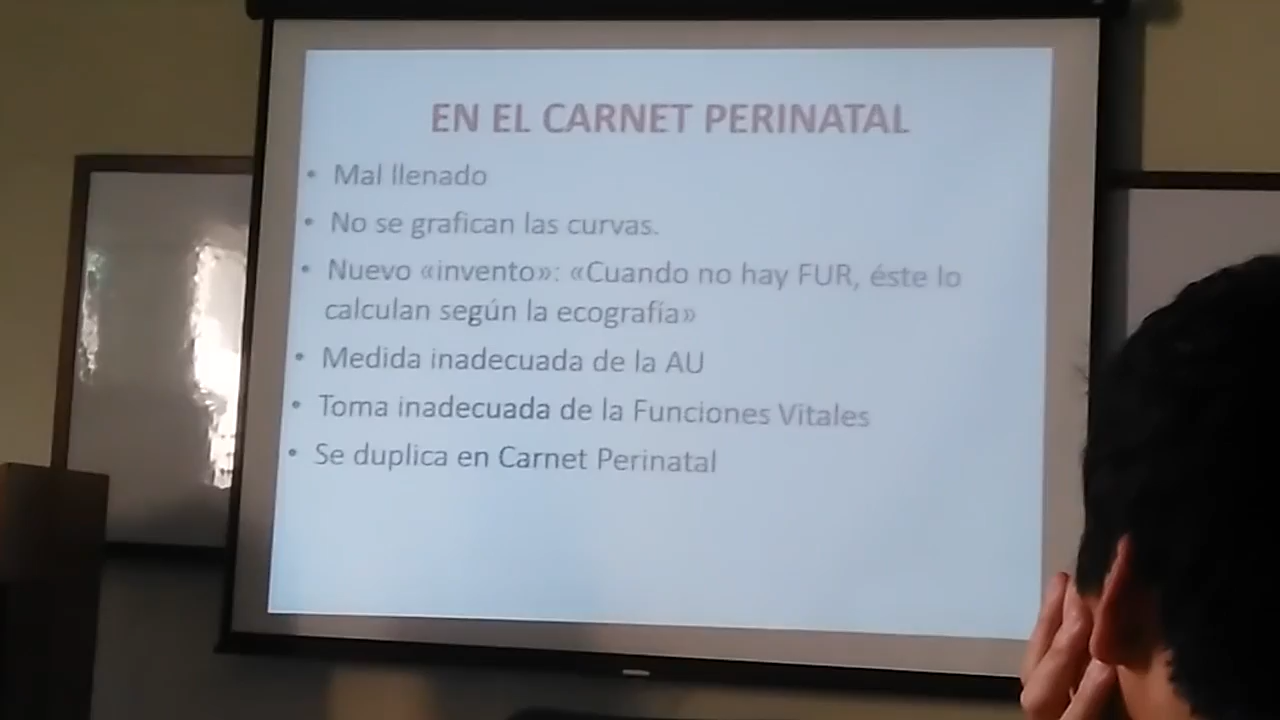 EN EL CARNET PERINATAL
• Mal llenado
• No se grafican las curvas.
• Nuevo «invento»: «Cuando no hay FUR, éste lo
calculan según la ecografía»
• Medida inadecuada de la AU
• Toma inadecuada de la Funciones Vitales
• Se duplica en Carnet Perinatal